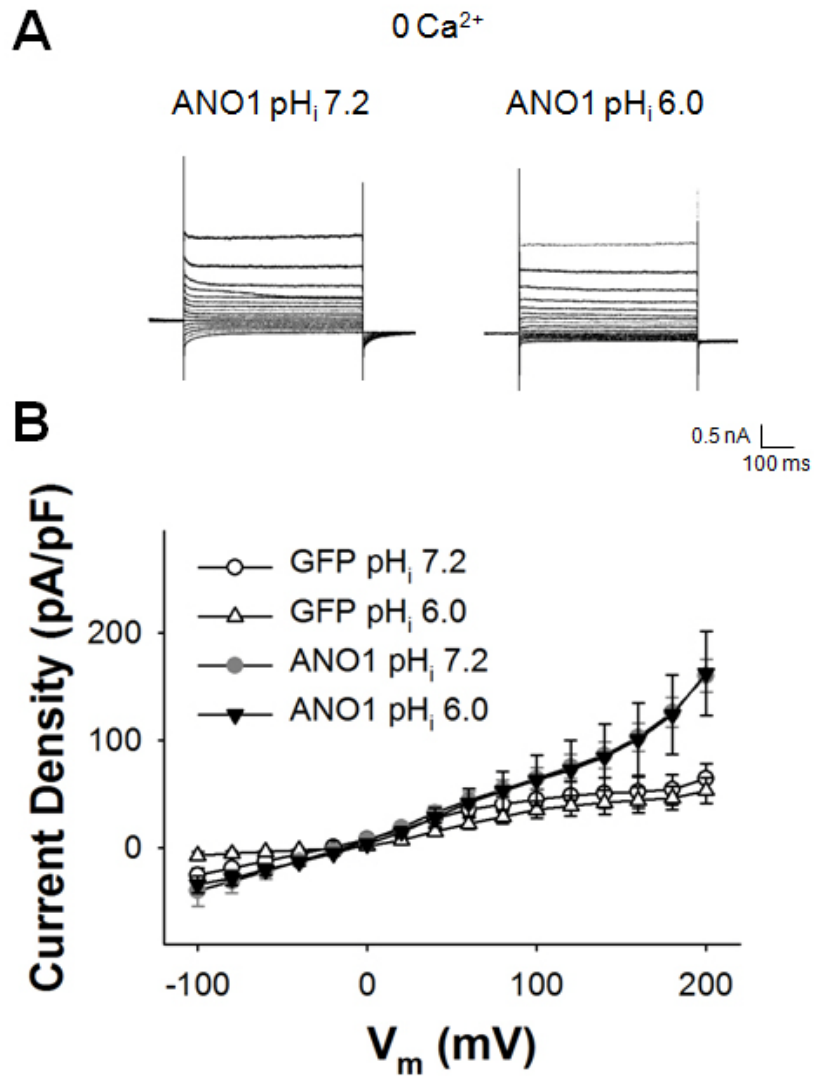 A
0 Ca²⁺
ANO1 pHᵢ 7.2
ANO1 pHᵢ 6.0
0.5 nA
100 ms
B
GFP pHᵢ 7.2
GFP pHᵢ 6.0
ANO1 pHᵢ 7.2
ANO1 pHᵢ 6.0
Current Density (pA/pF)
200
100
0
-100 0 100 200
Vₘ (mV)